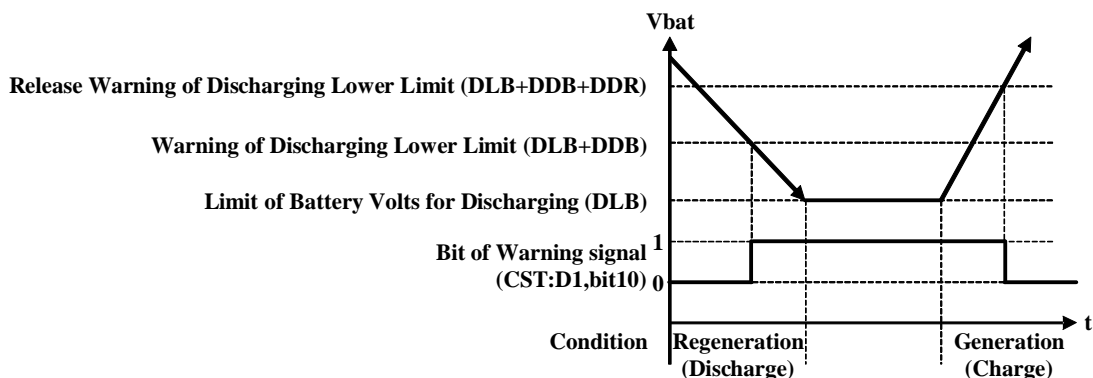 Vbat
Release Warning of Discharging Lower Limit (DLB+DDB+DDR)
Warning of Discharging Lower Limit (DLB+DDB)
Limit of Battery Volts for Discharging (DLB)
Bit of Warning signal 1
(CST:D1,bit10) 0
t
Condition Regeneration Generation
(Discharge) (Charge)